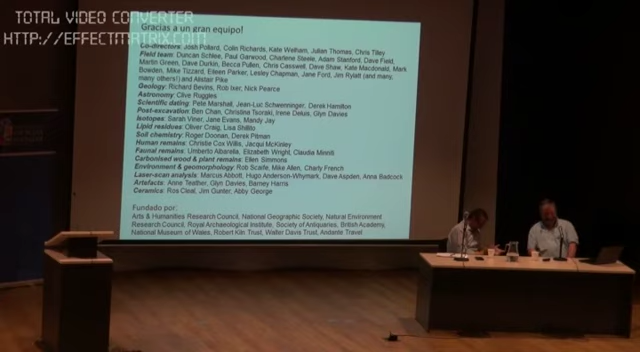 TOTAL VIDEO CONVERTER
HTTP://EFFECTMATRIX.COM
Gracias a un gran equipo!
Co-directors: Josh Pollard, Colin Richards, Kate Welham, Julian Thomas, Chris Tilley
Field team: Duncan Schlee, Paul Garwood, Charlene Steele, Adam Stanford, Dave Field,
Martin Green, Dave Durkin, Becca Pullen, Chris Casswell, Dave Shaw, Kate Macdonald, Mark
Bowden, Mike Tizzard, Eileen Parker, Lesley Chapman, Jane Ford, Jim Rylatt (and many,
many others!) and Alistair Pike
Geology: Richard Bevins, Rob Ixer, Nick Pearce
Astronomy: Clive Ruggles
Scientific dating: Pete Marshall, Jean-Luc Schwenninger, Derek Hamilton
Post-excavation: Ben Chan, Christina Tsoraki, Irene Deluis, Glyn Davies
Isotopes: Sarah Viner, Jane Evans, Mandy Jay
Lipid residues: Oliver Craig, Lisa Shillito
Soil chemistry: Roger Doonan, Derek Pitman
Human remains: Christie Cox Willis, Jacqui McKinley
Faunal remains: Umberto Albarella, Elizabeth Wright, Claudia Minniti
Carbonised wood & plant remains: Ellen Simmons
Environment & geomorphology: Rob Scaife, Mike Allen, Charly French
Laser-scan analysis: Marcus Abbott, Hugo Anderson-Whymark, Dave Aspden, Anna Badcock
Artefacts: Anne Teather, Glyn Davies, Barney Harris
Ceramics: Ros Cleal, Jim Gunter, Abby George
Fundado por:
Arts & Humanities Research Council, National Geographic Society, Natural Environment
Research Council, Royal Archaeological Institute, Society of Antiquaries, British Academy,
National Museum of Wales, Robert Kiln Trust, Walter Davis Trust, Andante Travel